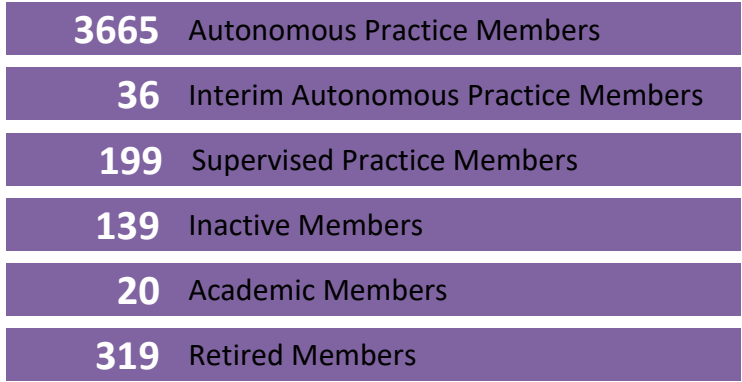 3665 Autonomous Practice Members
36 Interim Autonomous Practice Members
199 Supervised Practice Members
139 Inactive Members
20 Academic Members
319 Retired Members